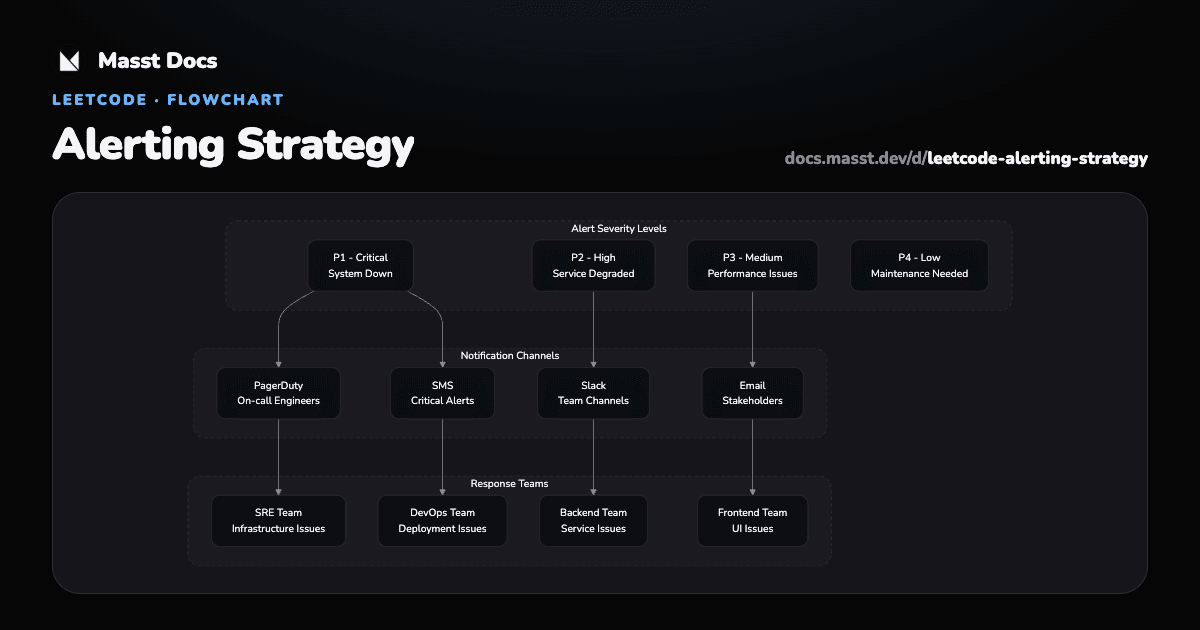 Masst Docs
LEETCODE · FLOWCHART
Alerting Strategy
docs.masst.dev/d/leetcode-alerting-strategy
Alert Severity Levels
P1 - Critical
System Down
P2 - High
Service Degraded
P3 - Medium
Performance Issues
P4 - Low
Maintenance Needed
Notification Channels
PagerDuty
On-call Engineers
SMS
Critical Alerts
Slack
Team Channels
Email
Stakeholders
Response Teams
SRE Team
Infrastructure Issues
DevOps Team
Deployment Issues
Backend Team
Service Issues
Frontend Team
UI Issues